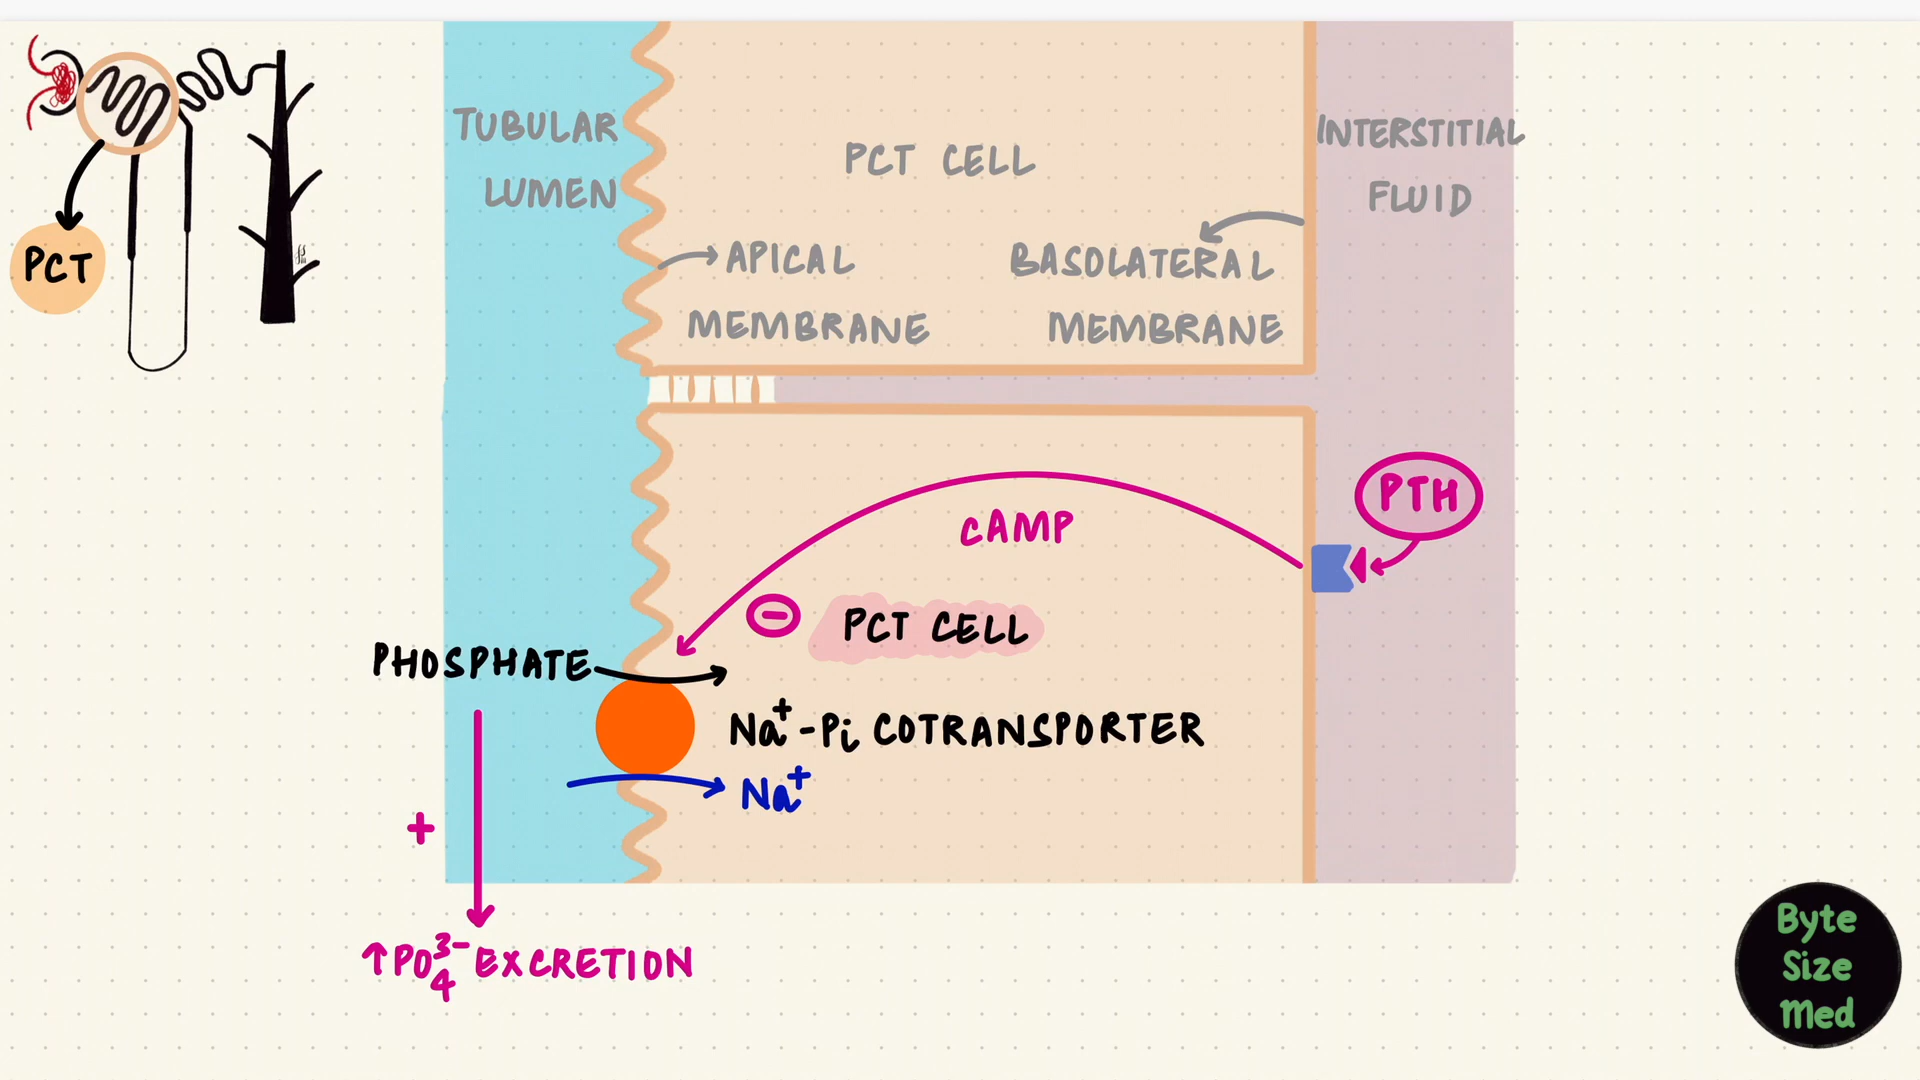 TUBULAR
LUMEN
PCT CELL
INTERSTITIAL
FLUID
APICAL
MEMBRANE
BASOLATERAL
MEMBRANE
PCT
PTH
cAMP
PCT CELL
PHOSPHATE
Na⁺-Pi COTRANSPORTER
Na⁺
+
↑PO₄³⁻ EXCRETION
Byte
Size
Med